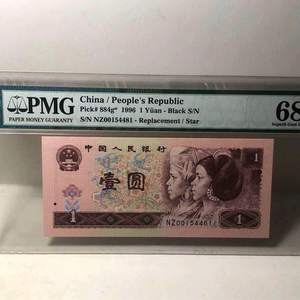 PMG
PAPER MONEY GUARANTY
China / People's Republic
Pick# 884g* 1996 1 Yüan - Black S/N
S/N NZ00154481 - Replacement / Star
68
中国人民银行
1
壹圆
1
1
NZ00154481